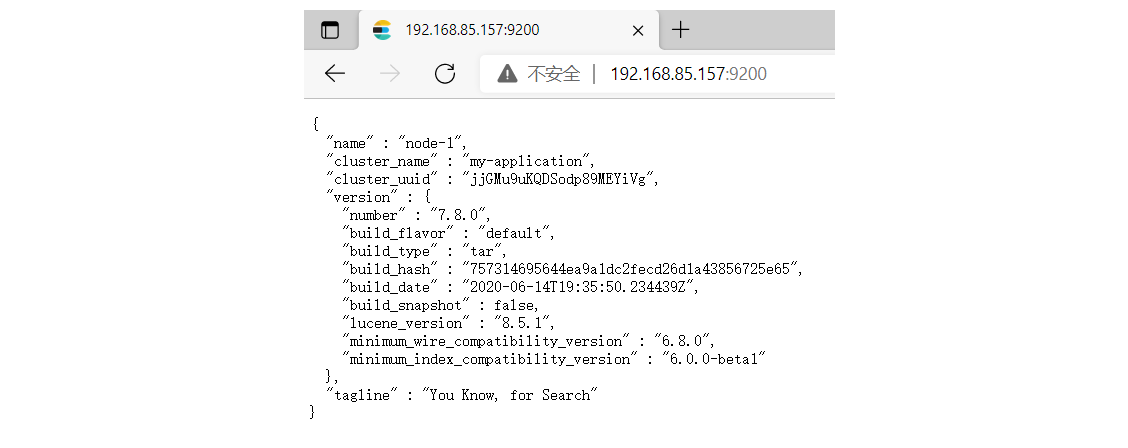 192.168.85.157:9200
不安全 | 192.168.85.157:9200
{
"name" : "node-1",
"cluster_name" : "my-application",
"cluster_uuid" : "jjGMu9uKQDSodp89MEYiVg",
"version" : {
"number" : "7.8.0",
"build_flavor" : "default",
"build_type" : "tar",
"build_hash" : "757314695644ea9a1dc2fecd26d1a43856725e65",
"build_date" : "2020-06-14T19:35:50.234439Z",
"build_snapshot" : false,
"lucene_version" : "8.5.1",
"minimum_wire_compatibility_version" : "6.8.0",
"minimum_index_compatibility_version" : "6.0.0-beta1"
},
"tagline" : "You Know, for Search"
}